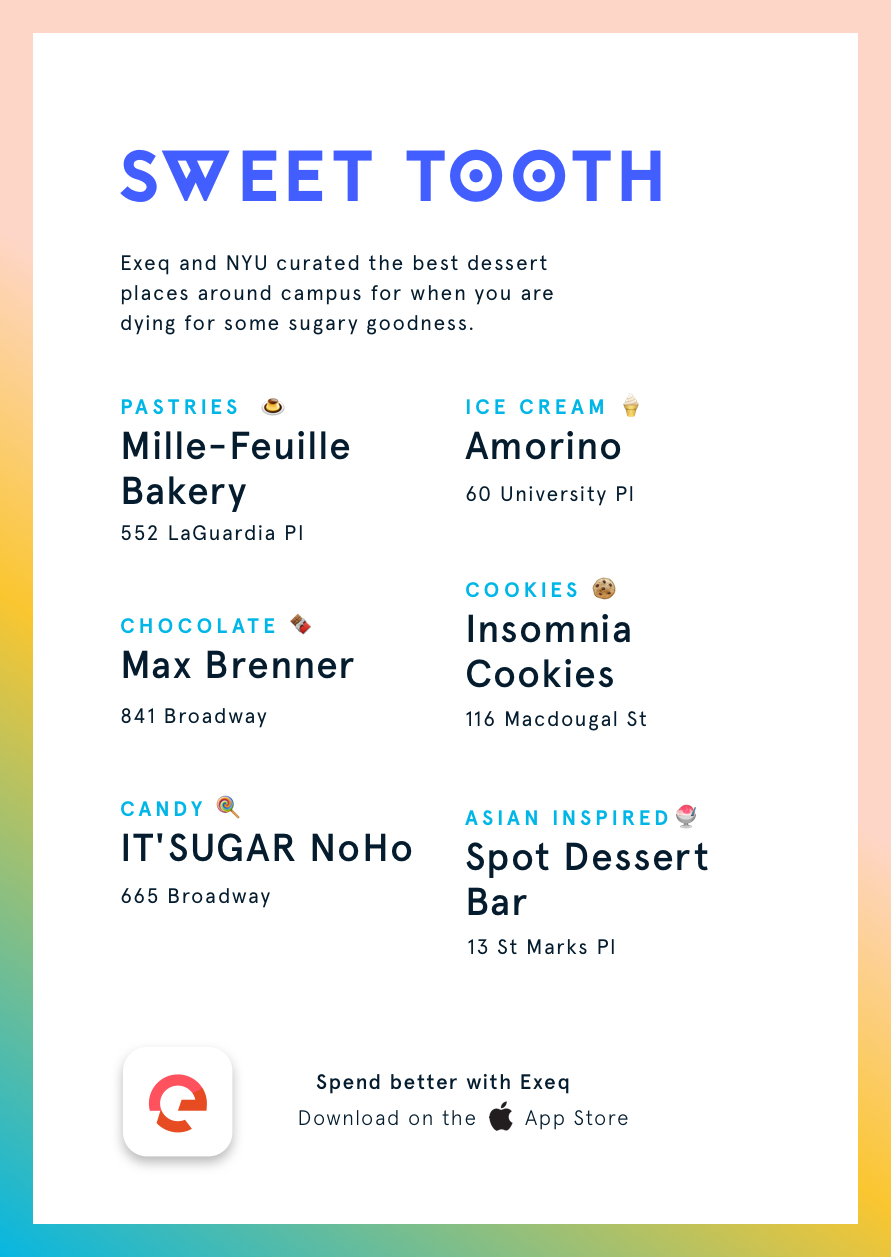 SWEET TOOTH
Exeq and NYU curated the best dessert
places around campus for when you are
dying for some sugary goodness.
PASTRIES
Mille-Feuille
Bakery
552 LaGuardia Pl
CHOCOLATE
Max Brenner
841 Broadway
CANDY
IT'SUGAR NoHo
665 Broadway
ICE CREAM
Amorino
60 University Pl
COOKIES
Insomnia
Cookies
116 Macdougal St
ASIAN INSPIRED
Spot Dessert
Bar
13 St Marks Pl
Spend better with Exeq
Download on the App Store